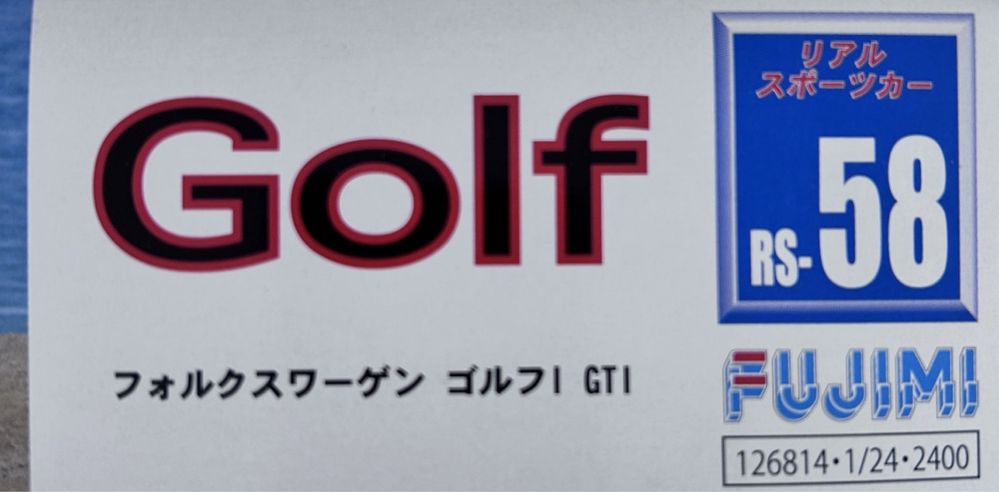 Golf
フォルクスワーゲン ゴルフI GTI
リアル
スポーツカー
RS-58
FUJIMI
126814・1/24・2400